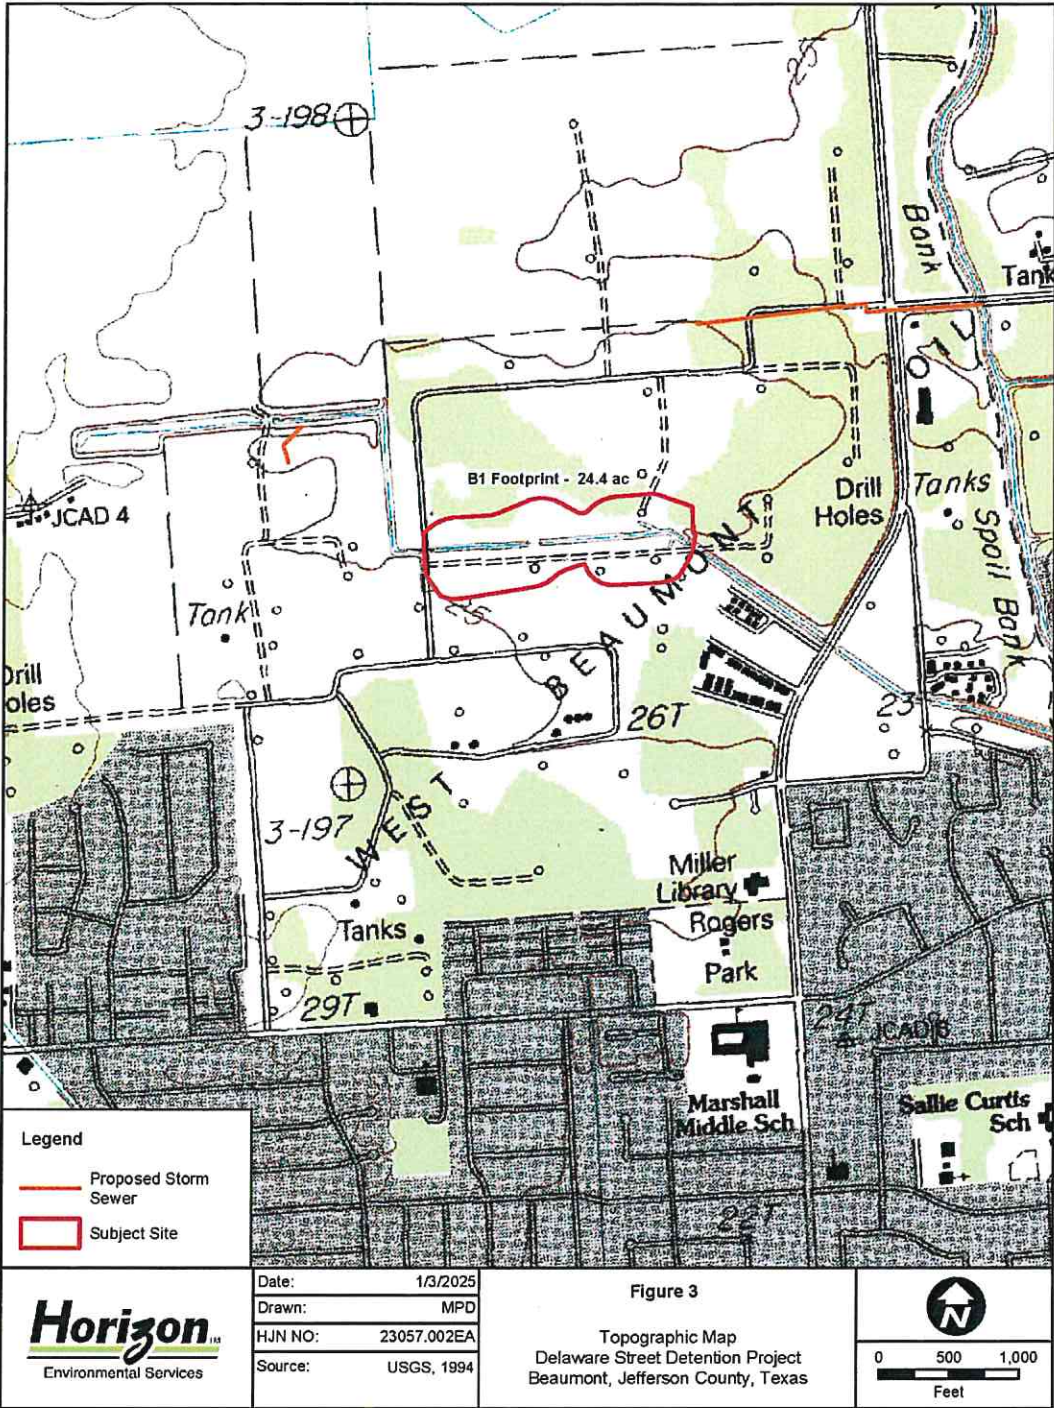 25
3-198
Bank
Tank
OIL
B1 Footprint - 24.4 ac
Drill
Holes
Tanks
JCAD 4
Spoil Bank
25
Tank
BEAUMONT
Drill
oles
26T
23
3-197
WEST
Miller
Library
Rogers
Park
Tanks
29T
24T
JCAD
Marshall
Middle Sch
Sallie Curtis
Sch
22T
Legend
Proposed Storm
Sewer
Subject Site
Horizon
Environmental Services
Date: 1/3/2025
Drawn: MPD
HJN NO: 23057.002EA
Source: USGS, 1994
Figure 3
Topographic Map
Delaware Street Detention Project
Beaumont, Jefferson County, Texas
N
0 500 1,000
Feet